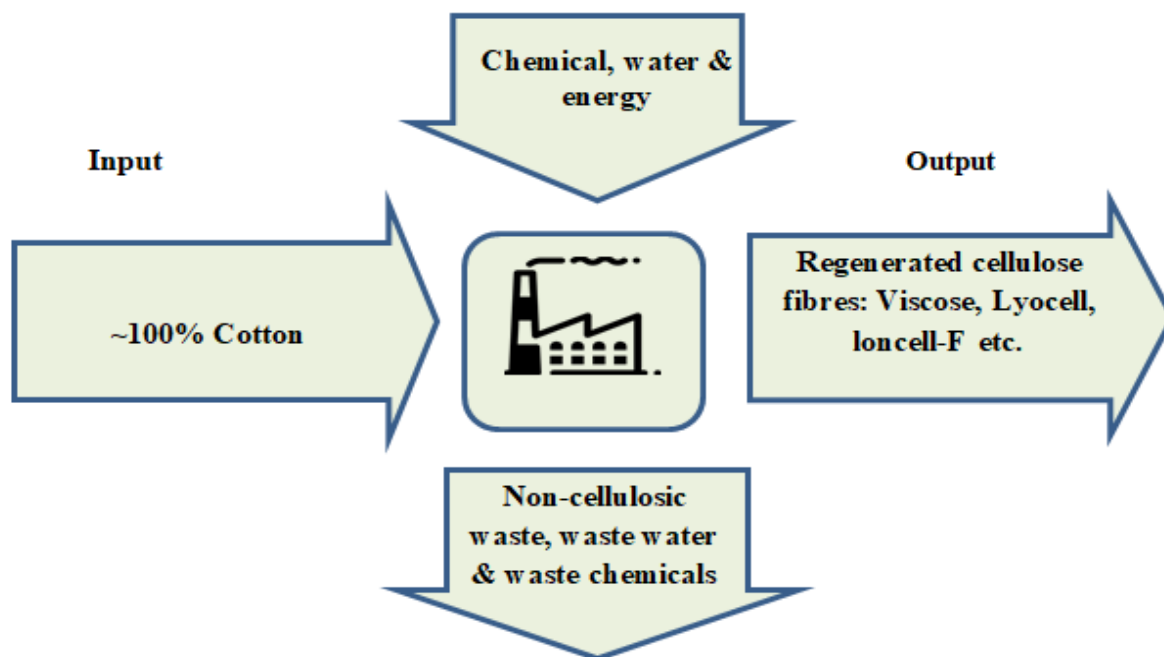 Chemical, water &
energy
Input
Output
~100% Cotton
Regenerated cellulose
fibres: Viscose, Lyocell,
loncell-F etc.
Non-cellulosic
waste, waste water
& waste chemicals